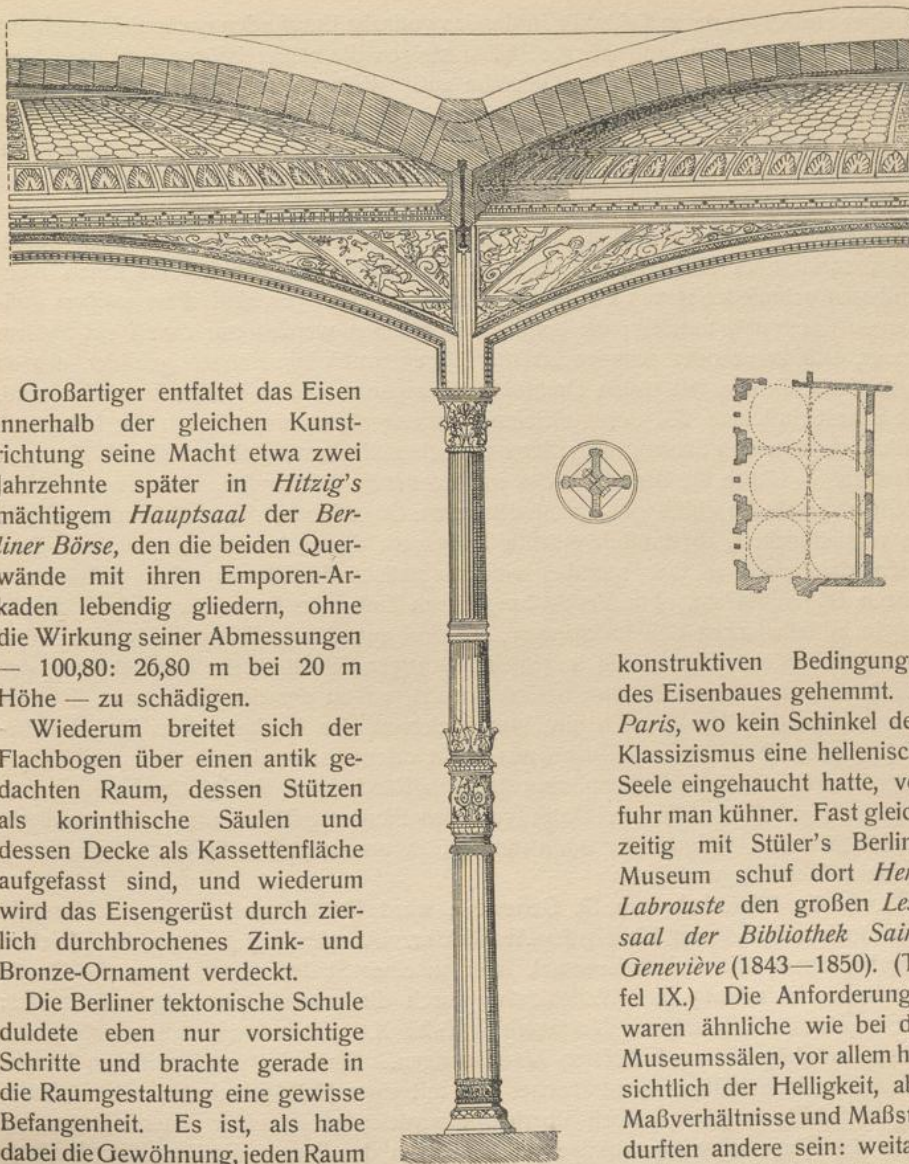 Großartiger entfaltet das Eisen
innerhalb der gleichen Kunst-
richtung seine Macht etwa zwei
Jahrzehnte später in Hitzig's
mächtigem Hauptsaal der Ber-
liner Börse, den die beiden Quer-
wände mit ihren Emporen-Ar-
kaden lebendig gliedern, ohne
die Wirkung seiner Abmessungen
— 100,80: 26,80 m bei 20 m
Höhe — zu schädigen.
Wiederum breitet sich der
Flachbogen über einen antik ge-
dachten Raum, dessen Stützen
als korinthische Säulen und
dessen Decke als Kassettenfläche
aufgefasst sind, und wiederum
wird das Eisengerüst durch zier-
lich durchbrochenes Zink- und
Bronze-Ornament verdeckt.
Die Berliner tektonische Schule
duldete eben nur vorsichtige
Schritte und brachte gerade in
die Raumgestaltung eine gewisse
Befangenheit. Es ist, als habe
dabei die Gewöhnung, jeden Raum
konstruktiven Bedingung
des Eisenbaues gehemmt.
Paris, wo kein Schinkel de
Klassizismus eine hellenisc
Seele eingehaucht hatte, v
fuhr man kühner. Fast gleic
zeitig mit Stüler's Berlin
Museum schuf dort Hen
Labrouste den großen Le
saal der Bibliothek Sain
Geneviève (1843—1850). (T
fel IX.) Die Anforderung
waren ähnliche wie bei d
Museumssälen, vor allem h
sichtlich der Helligkeit, ab
Maßverhältnisse und Maßst
durften andere sein: weita